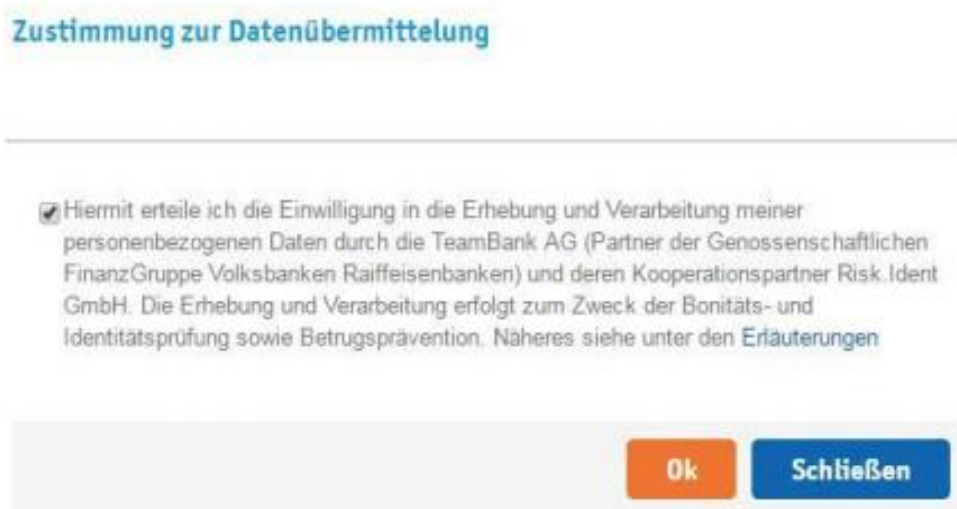 Zustimmung zur Datenübermittelung
Hiermit erteile ich die Einwilligung in die Erhebung und Verarbeitung meiner
personenbezogenen Daten durch die TeamBank AG (Partner der Genossenschaftlichen
FinanzGruppe Volksbanken Raiffeisenbanken) und deren Kooperationspartner Risk.Ident
GmbH. Die Erhebung und Verarbeitung erfolgt zum Zweck der Bonitäts- und
Identitätsprüfung sowie Betrugsprävention. Näheres siehe unter den Erläuterungen
Ok
Schließen